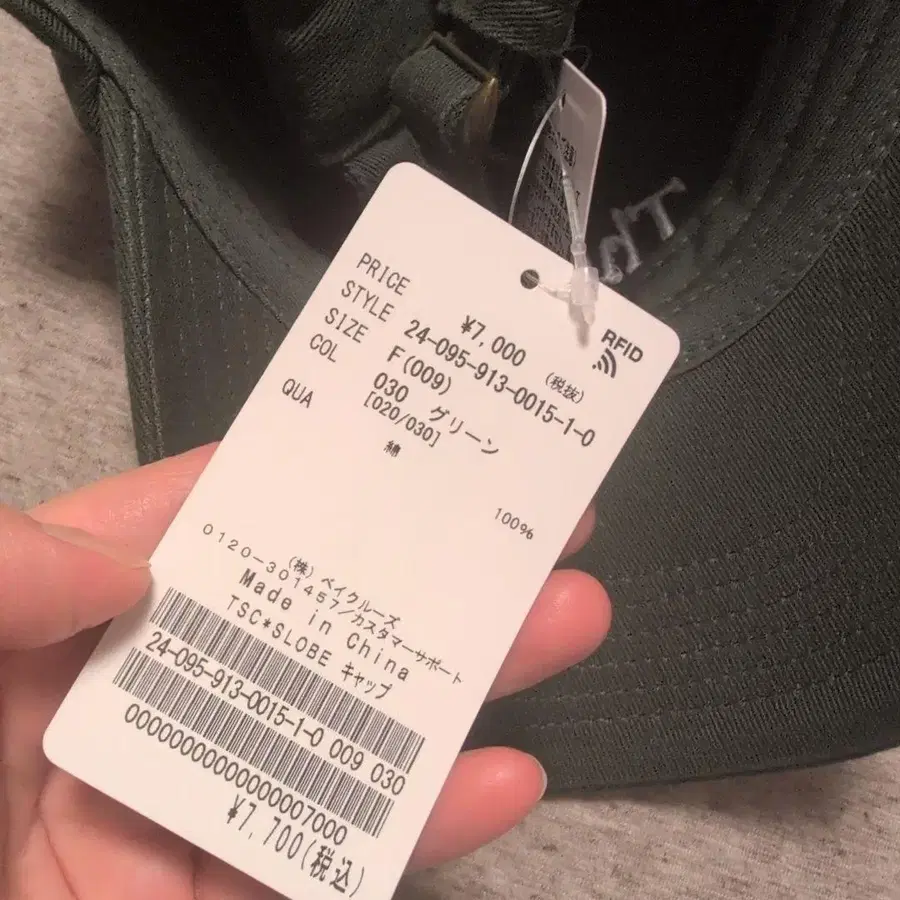 RFID
PRICE ¥7,000 (税抜)
STYLE 24-095-913-0015-1-0
SIZE F(009)
COL 030 グリーン
[020/030]
QUA 綿 100%
(株) ベイクルーズ
0120-301457/カスタマーサポート
Made in China
TSC*SLOBE キャップ
24-095-913-0015-1-0 009 030
0000000000000007000
¥7,700(税込)